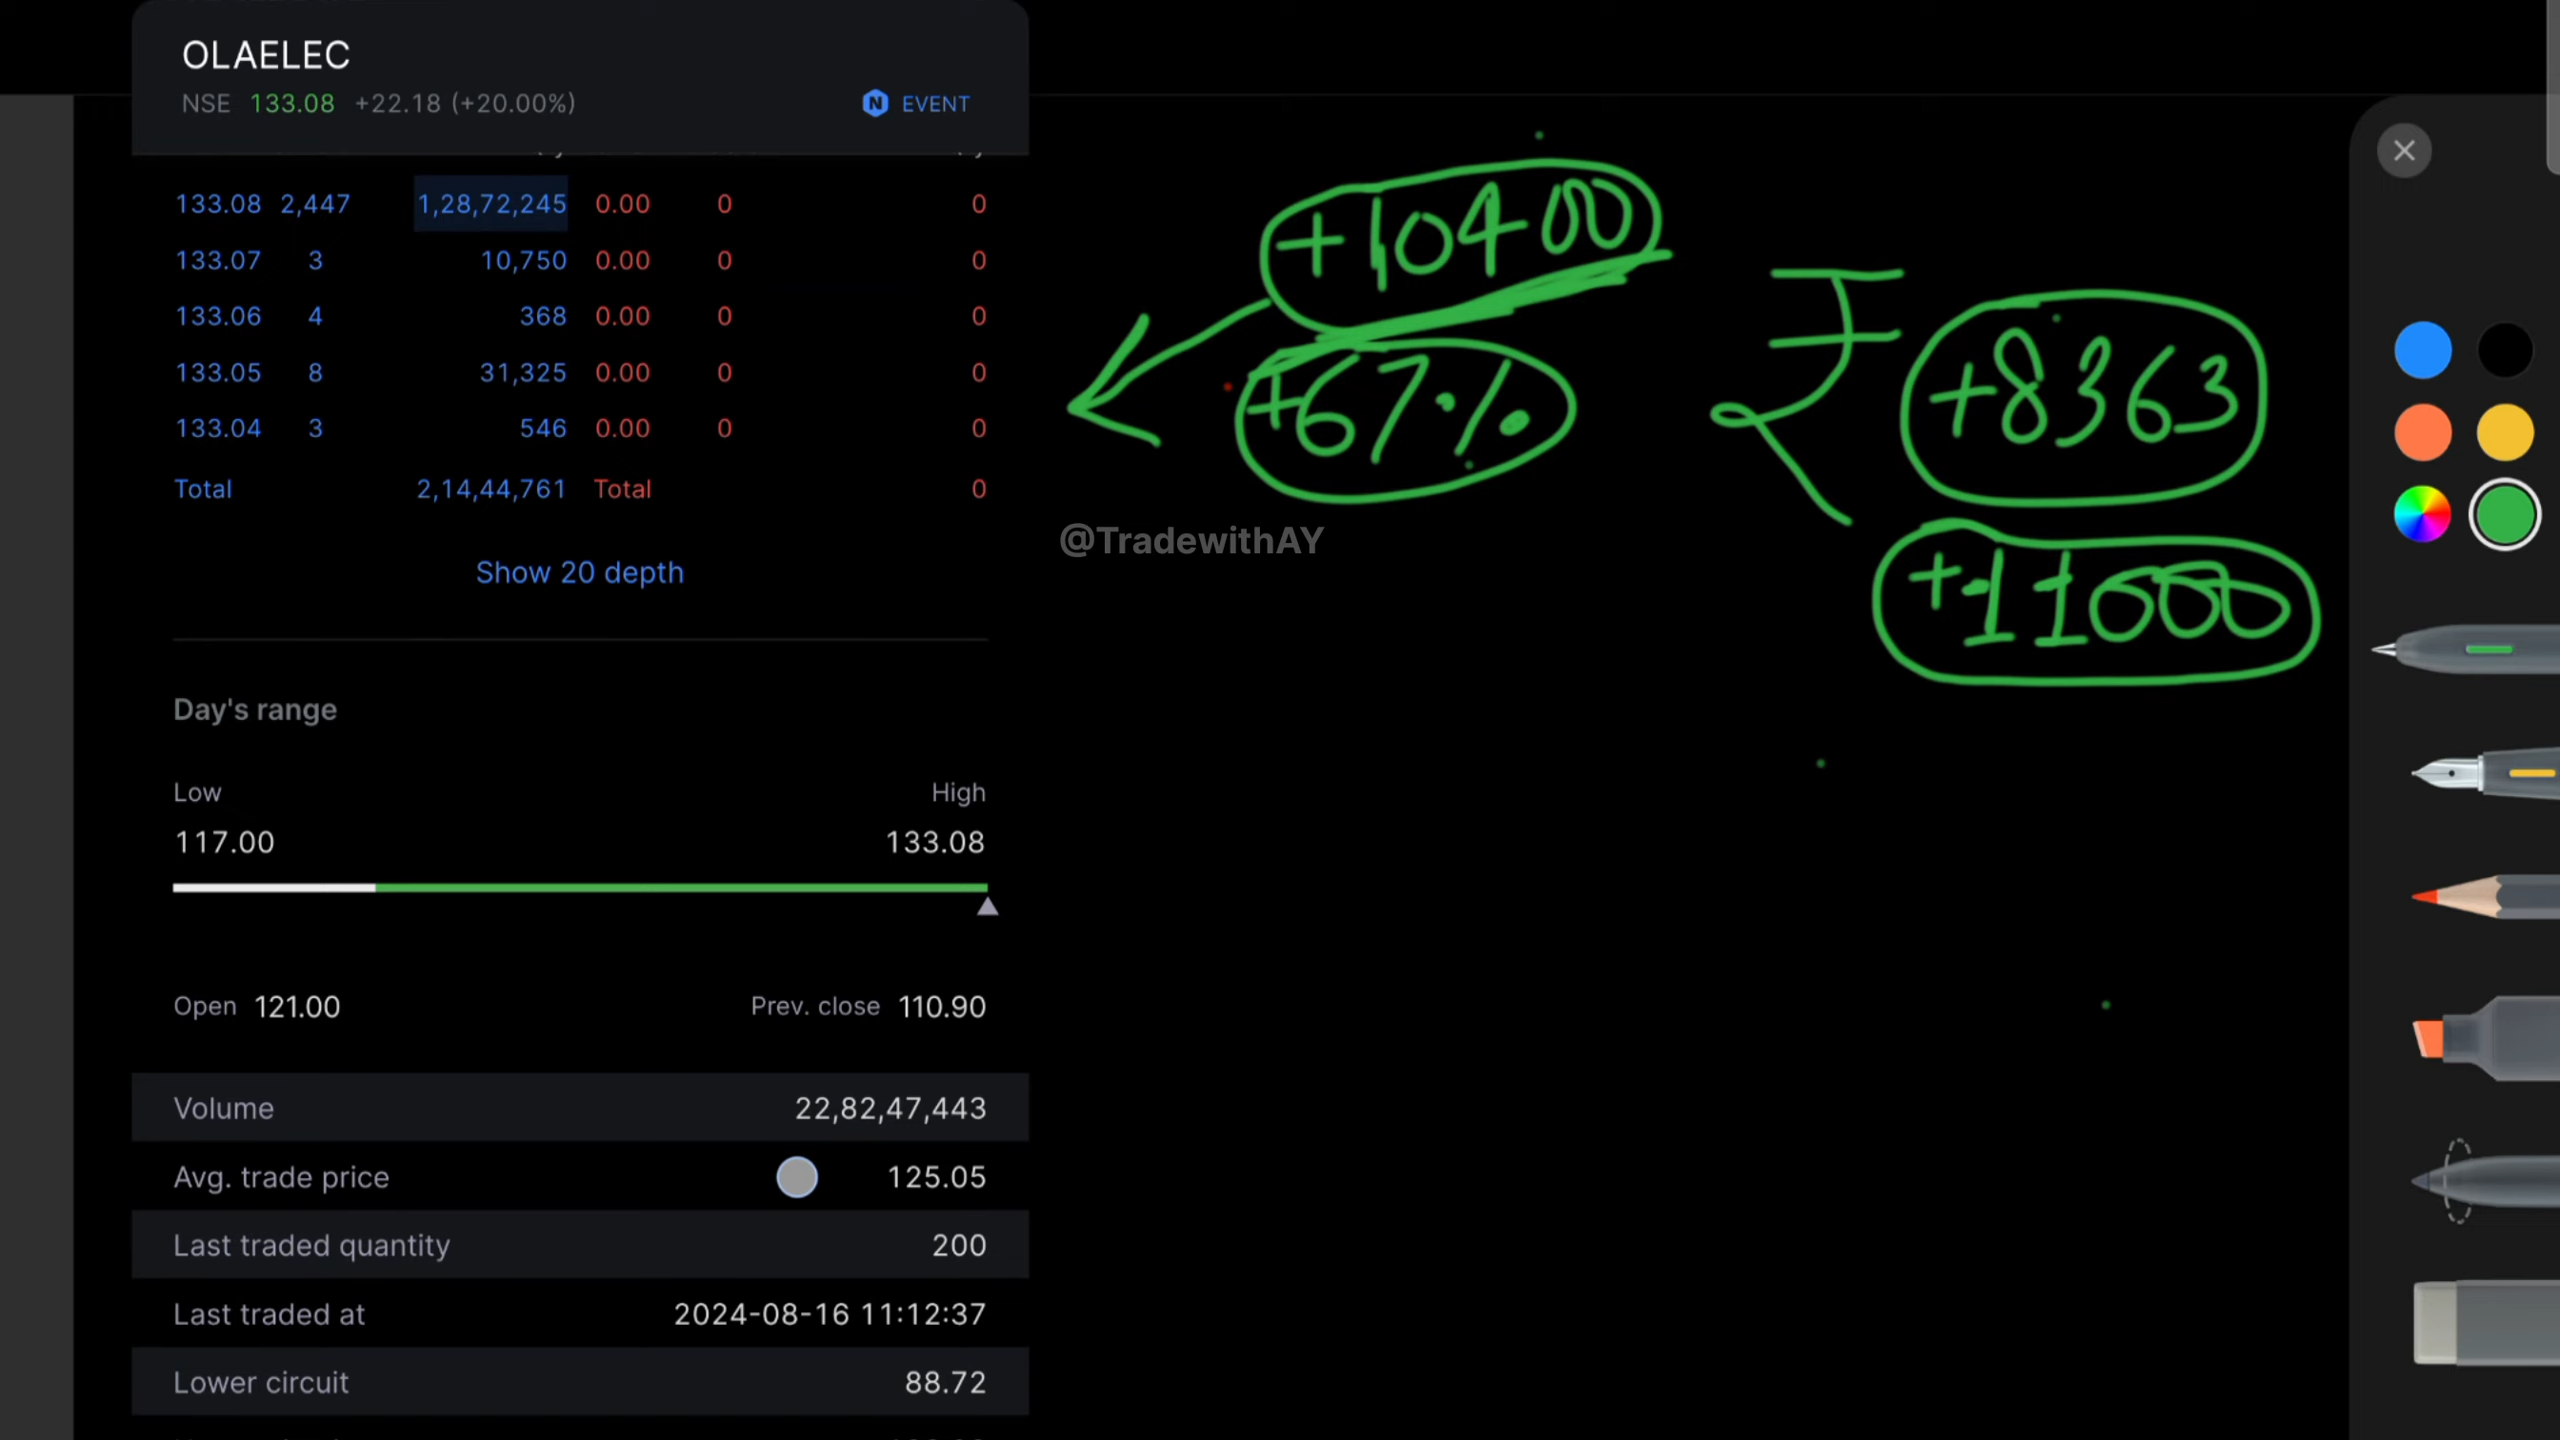 OLAELEC
NSE 133.08 +22.18 (+20.00%) N EVENT
133.08 2,447 1,28,72,245 0.00 0 0
133.07 3 10,750 0.00 0 0
133.06 4 368 0.00 0 0
133.05 8 31,325 0.00 0 0
133.04 3 546 0.00 0 0
Total 2,14,44,761 Total 0
Show 20 depth
Day's range
Low High
117.00 133.08
Open 121.00 Prev. close 110.90
Volume 22,82,47,443
Avg. trade price 125.05
Last traded quantity 200
Last traded at 2024-08-16 11:12:37
Lower circuit 88.72
+10400
+67%
₹ +8363
+11000
@TradewithAY